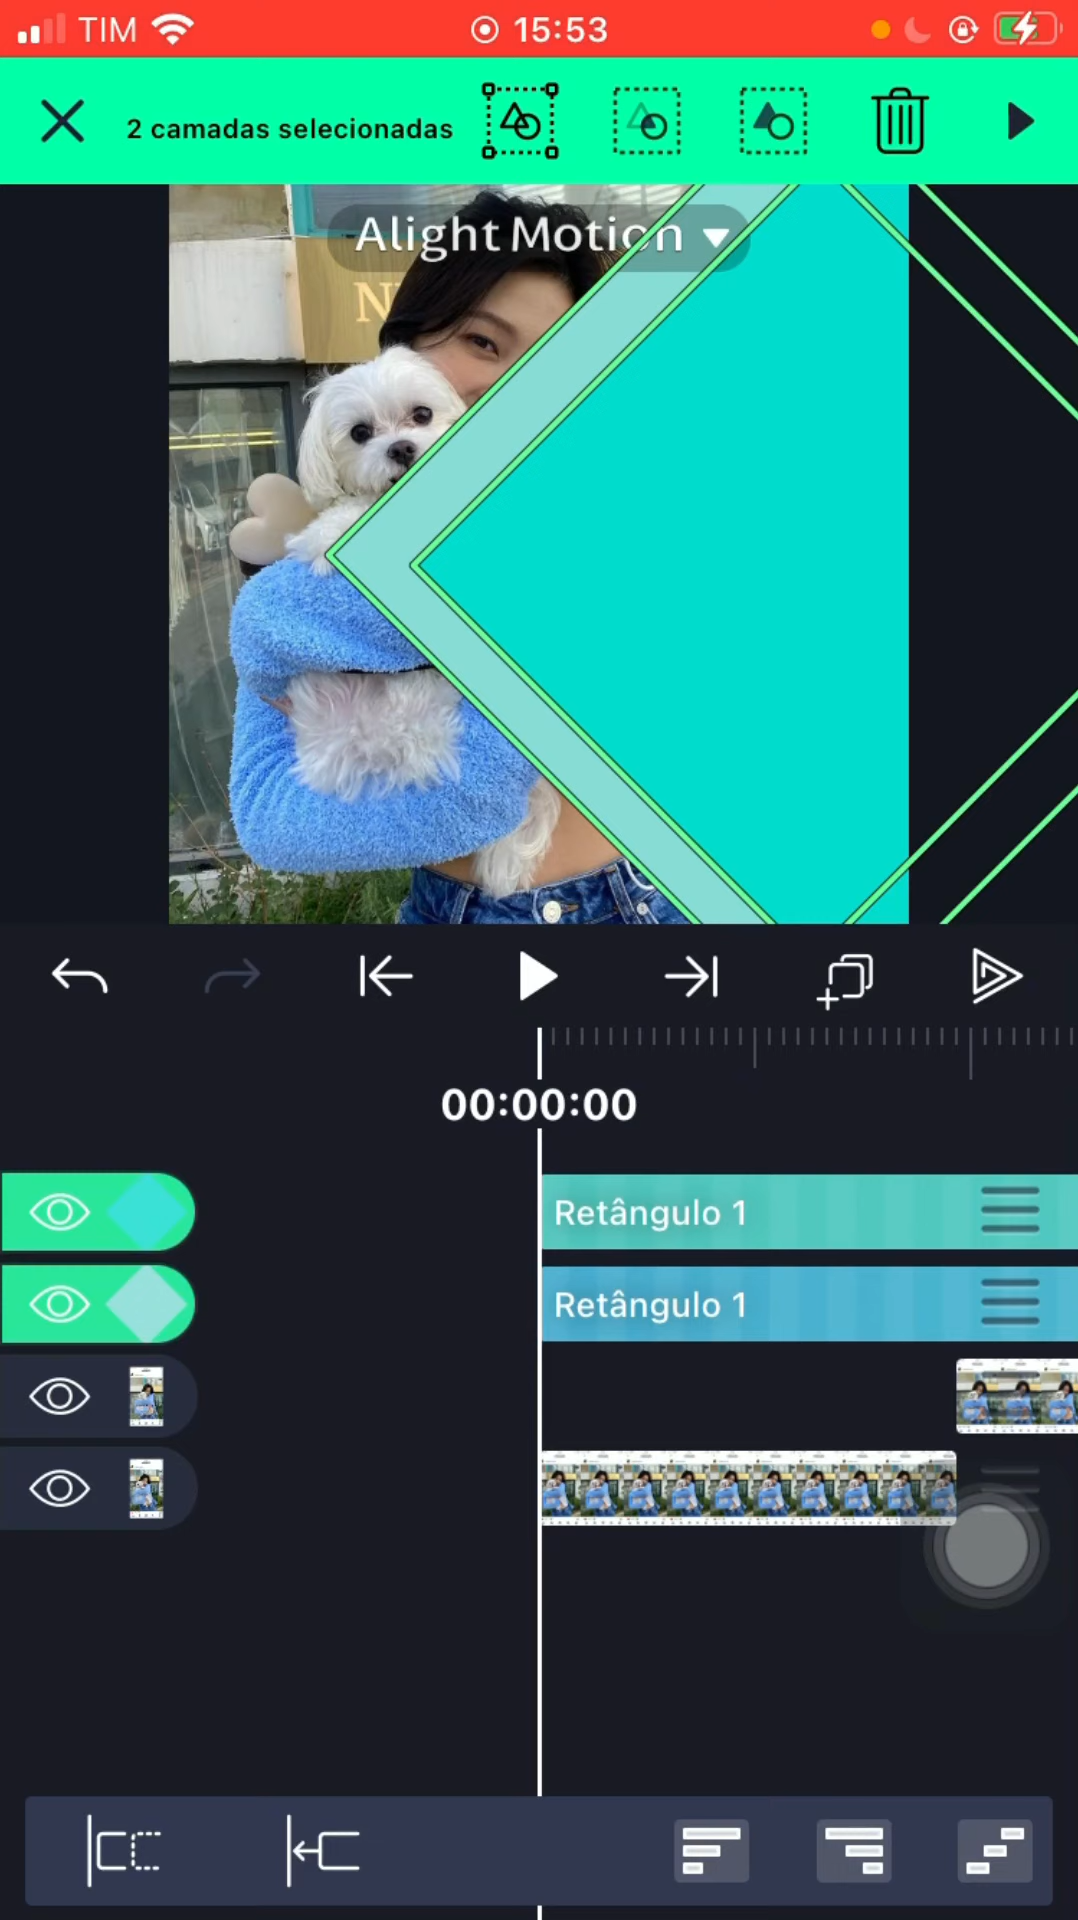 TIM
15:53
2 camadas selecionadas
Alight Motion
N
00:00:00
Retângulo 1
Retângulo 1